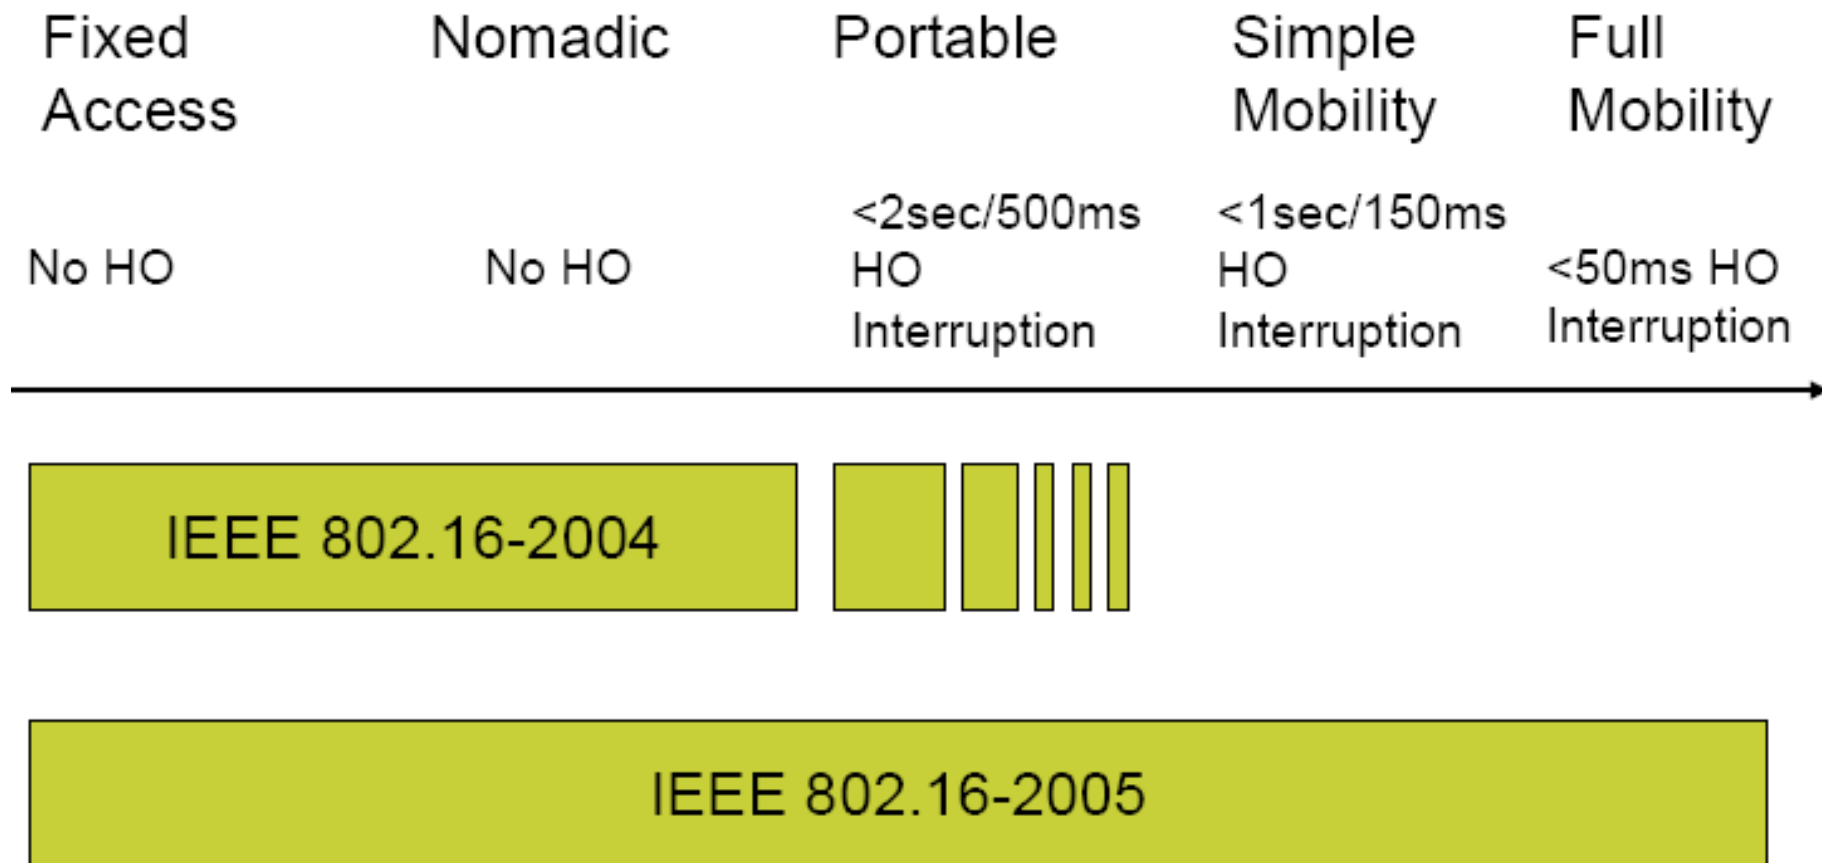 Fixed
Access
Nomadic
Portable
Simple
Mobility
Full
Mobility
No HO
No HO
<2sec/500ms
HO
Interruption
<1sec/150ms
HO
Interruption
<50ms HO
Interruption
IEEE 802.16-2004
IEEE 802.16-2005